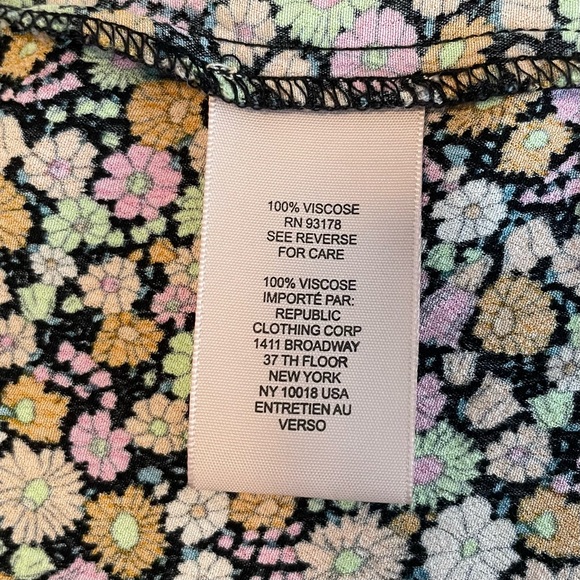 100% VISCOSE
RN 93178
SEE REVERSE
FOR CARE
100% VISCOSE
IMPORTÉ PAR:
REPUBLIC
CLOTHING CORP
1411 BROADWAY
37 TH FLOOR
NEW YORK
NY 10018 USA
ENTRETIEN AU
VERSO